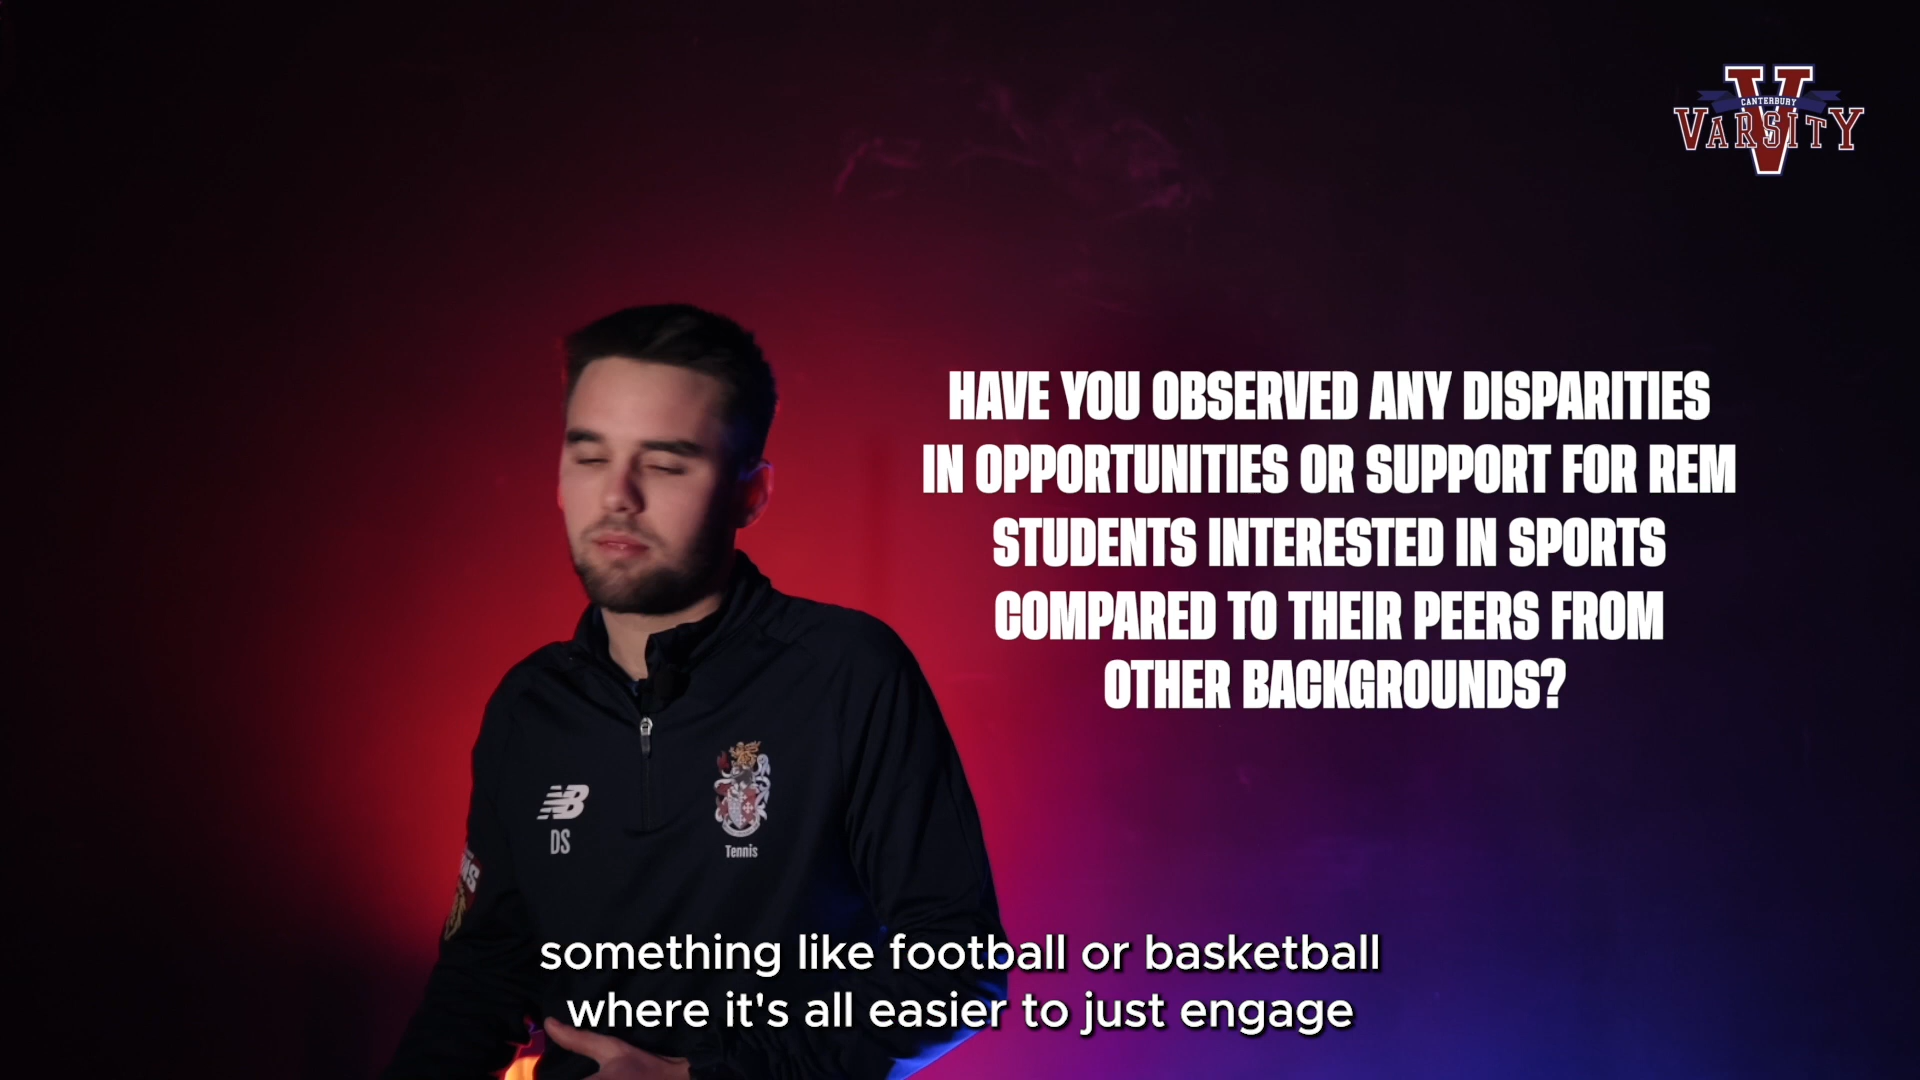 CANTERBURY
VARSITY
HAVE YOU OBSERVED ANY DISPARITIES
IN OPPORTUNITIES OR SUPPORT FOR REM
STUDENTS INTERESTED IN SPORTS
COMPARED TO THEIR PEERS FROM
OTHER BACKGROUNDS?
NB
DS
Tennis
something like football or basketball
where it's all easier to just engage